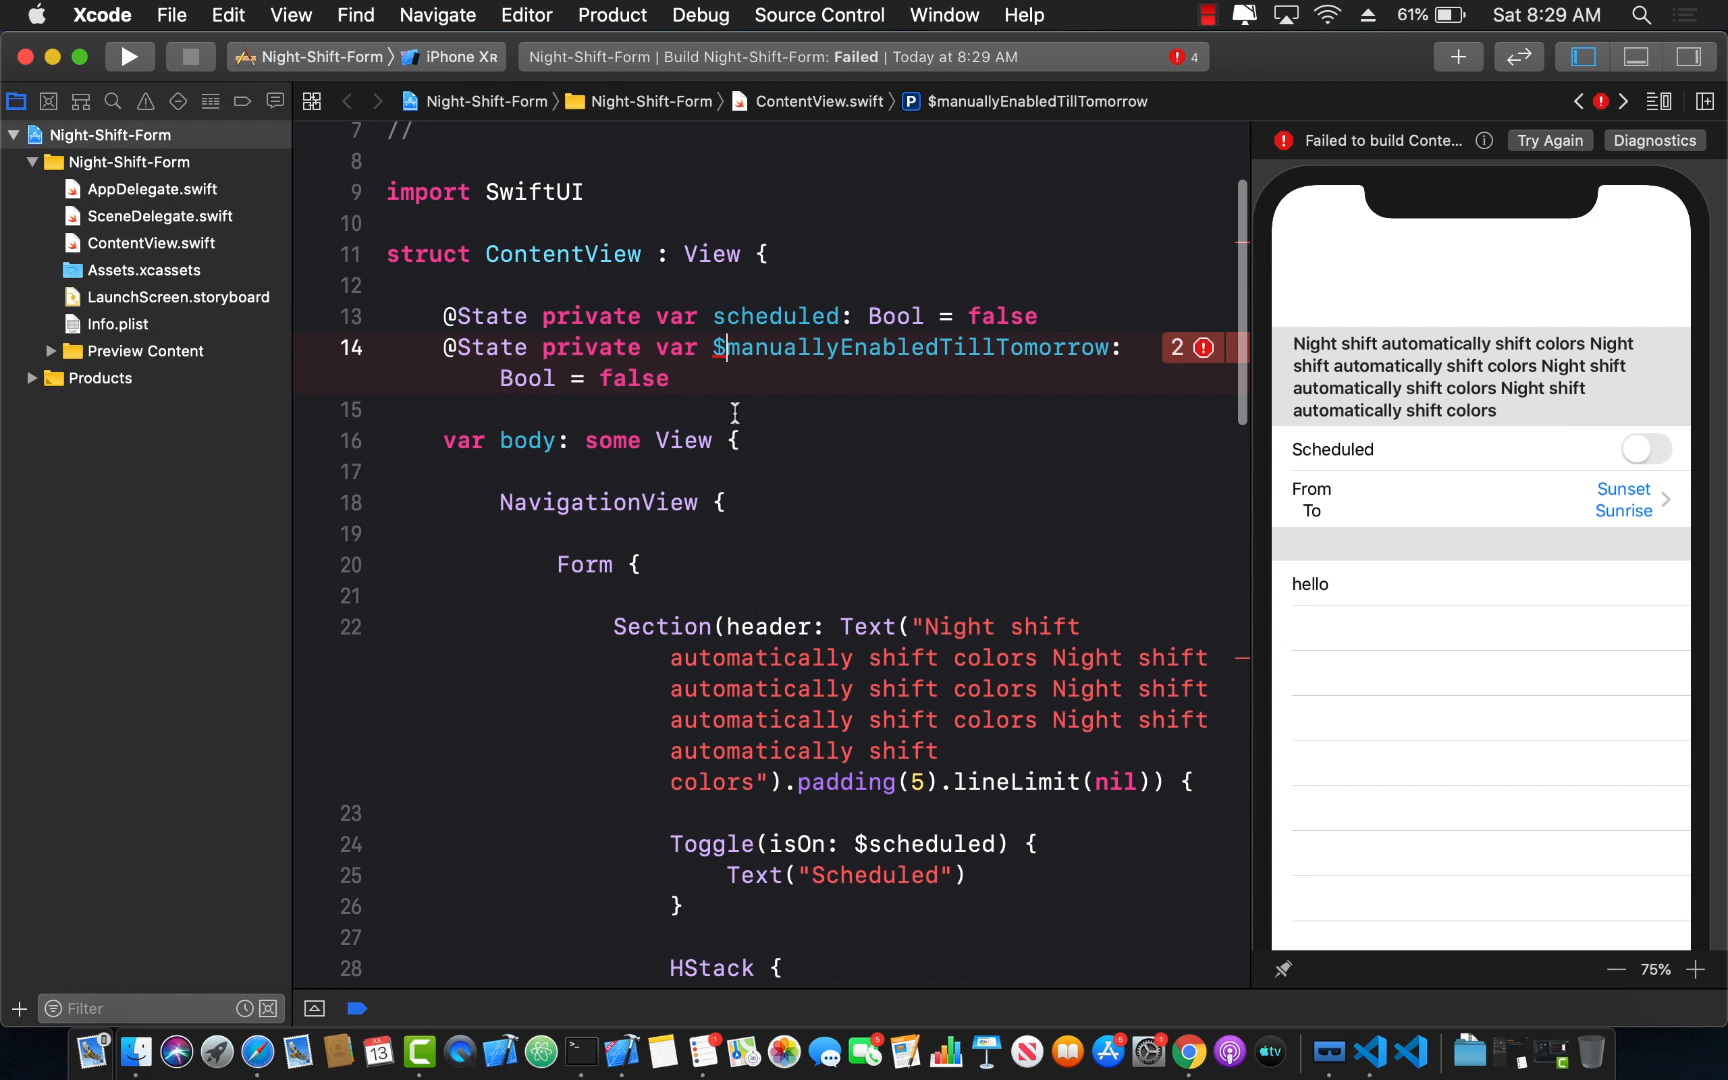 Xcode File Edit View Find Navigate Editor Product Debug Source Control Window Help 61% Sat 8:29 AM
Night-Shift-Form iPhone XR Night-Shift-Form | Build Night-Shift-Form: Failed | Today at 8:29 AM 4
Night-Shift-Form Night-Shift-Form ContentView.swift P $manuallyEnabledTillTomorrow
Night-Shift-Form
Night-Shift-Form
AppDelegate.swift
SceneDelegate.swift
ContentView.swift
Assets.xcassets
LaunchScreen.storyboard
Info.plist
Preview Content
Products
Filter
7 //
8
9 import SwiftUI
10
11 struct ContentView : View {
12
13 @State private var scheduled: Bool = false
14 @State private var $manuallyEnabledTillTomorrow: 2
Bool = false
15
16 var body: some View {
17
18 NavigationView {
19
20 Form {
21
22 Section(header: Text("Night shift
automatically shift colors Night shift
automatically shift colors Night shift
automatically shift colors Night shift
automatically shift
colors").padding(5).lineLimit(nil)) {
23
24 Toggle(isOn: $scheduled) {
25 Text("Scheduled")
26 }
27
28 HStack {
Failed to build Conte... Try Again Diagnostics
Night shift automatically shift colors Night
shift automatically shift colors Night shift
automatically shift colors Night shift
automatically shift colors
Scheduled
From Sunset
To Sunrise
hello
75%
JUL
13
1
5
5
1
tv